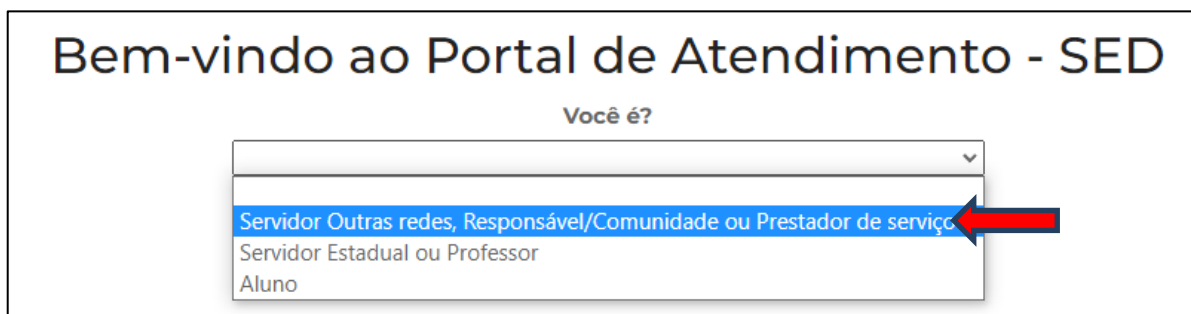 Bem-vindo ao Portal de Atendimento - SED
Você é?
Servidor Outras redes, Responsável/Comunidade ou Prestador de serviço
Servidor Estadual ou Professor
Aluno